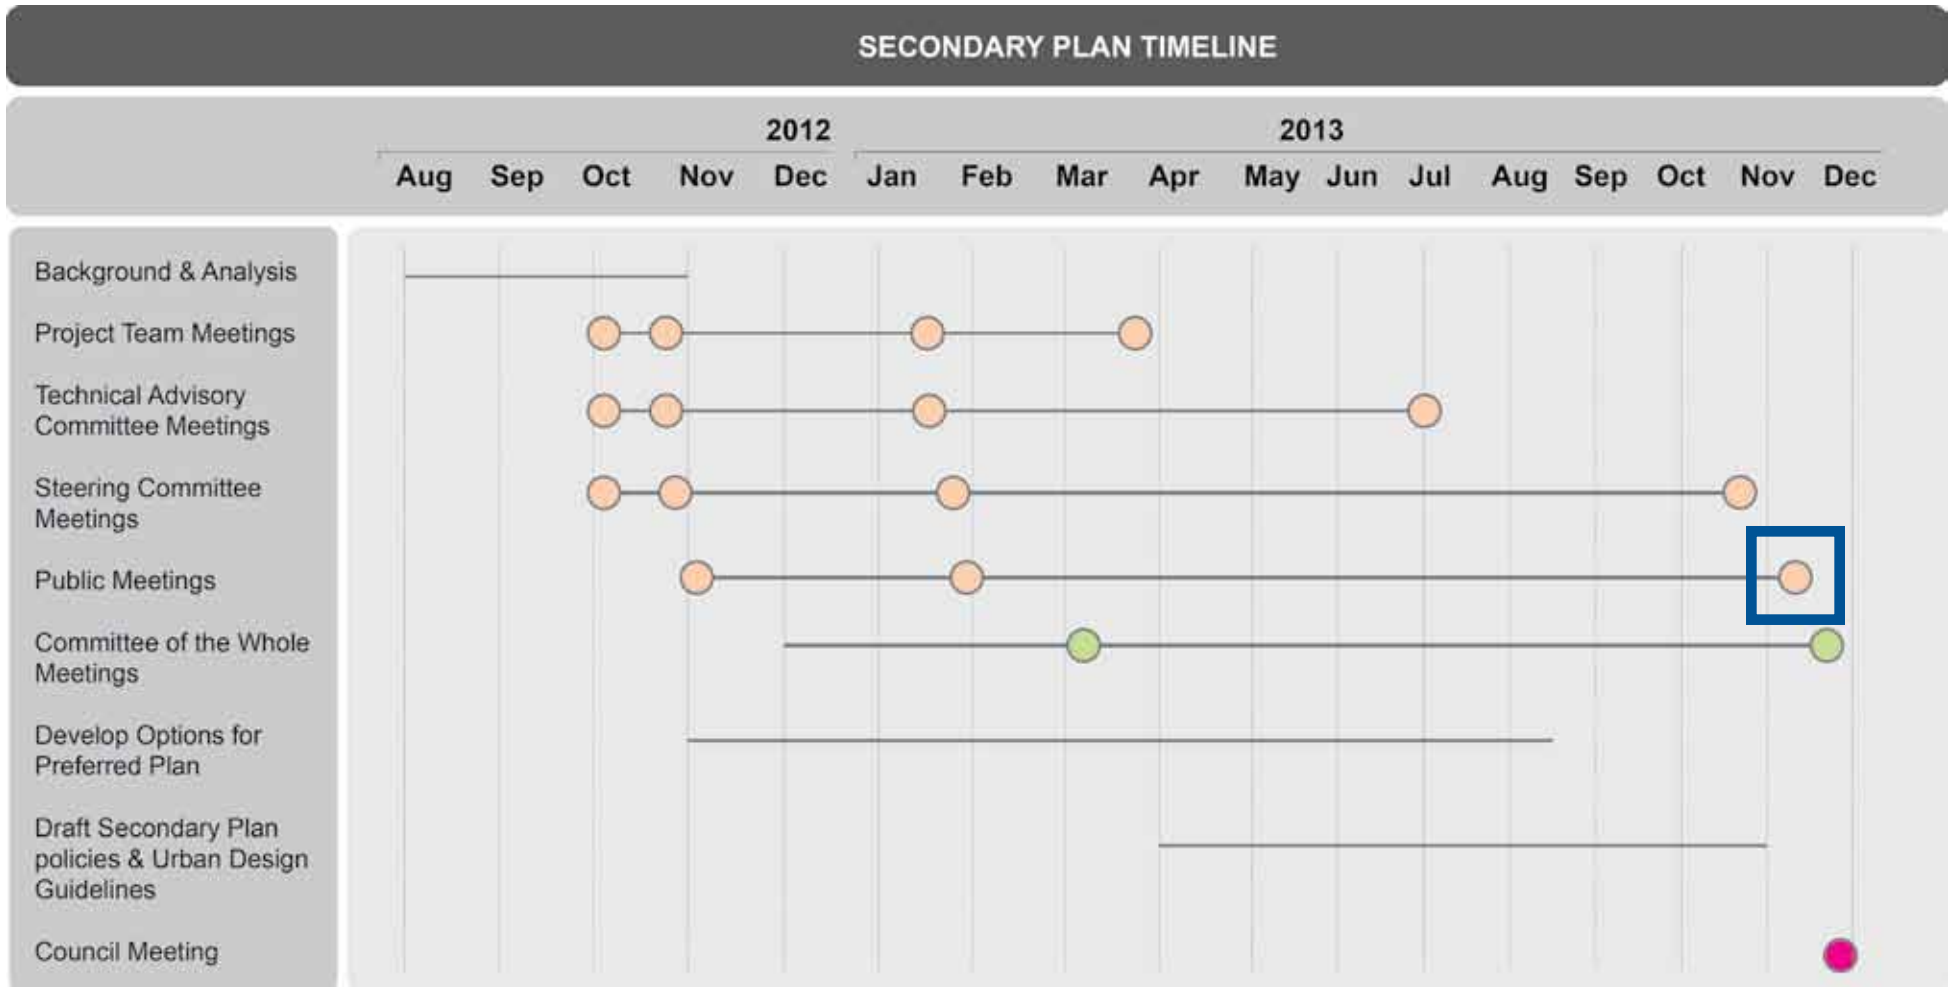 SECONDARY PLAN TIMELINE
2012 2013
Aug Sep Oct Nov Dec Jan Feb Mar Apr May Jun Jul Aug Sep Oct Nov Dec
Background & Analysis
Project Team Meetings
Technical Advisory
Committee Meetings
Steering Committee
Meetings
Public Meetings
Committee of the Whole
Meetings
Develop Options for
Preferred Plan
Draft Secondary Plan
policies & Urban Design
Guidelines
Council Meeting